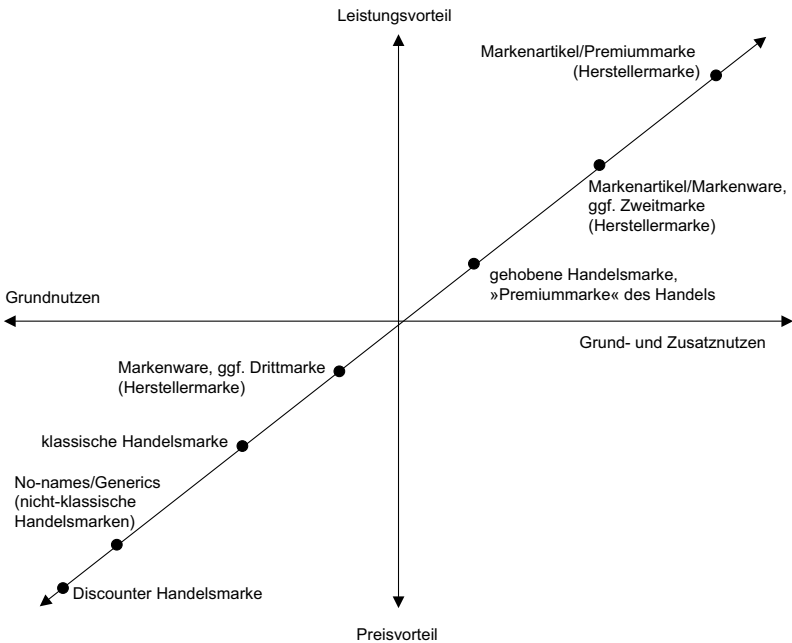 Leistungsvorteil
Markenartikel/Premiummarke
(Herstellermarke)
Markenartikel/Markenware,
ggf. Zweitmarke
(Herstellermarke)
gehobene Handelsmarke,
»Premiummarke« des Handels
Grundnutzen
Grund- und Zusatznutzen
Markenware, ggf. Drittmarke
(Herstellermarke)
klassische Handelsmarke
No-names/Generics
(nicht-klassische
Handelsmarken)
Discounter Handelsmarke
Preisvorteil